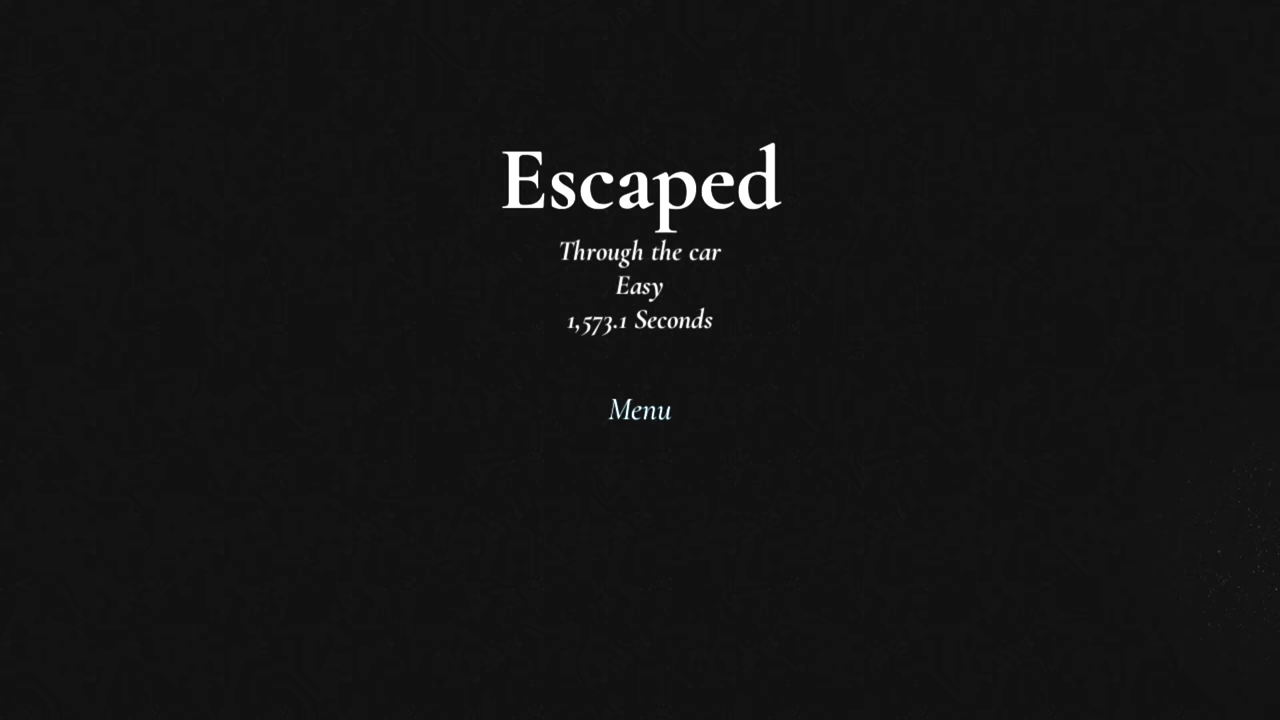 Escaped
Through the car
Easy
1,573.1 Seconds
Menu